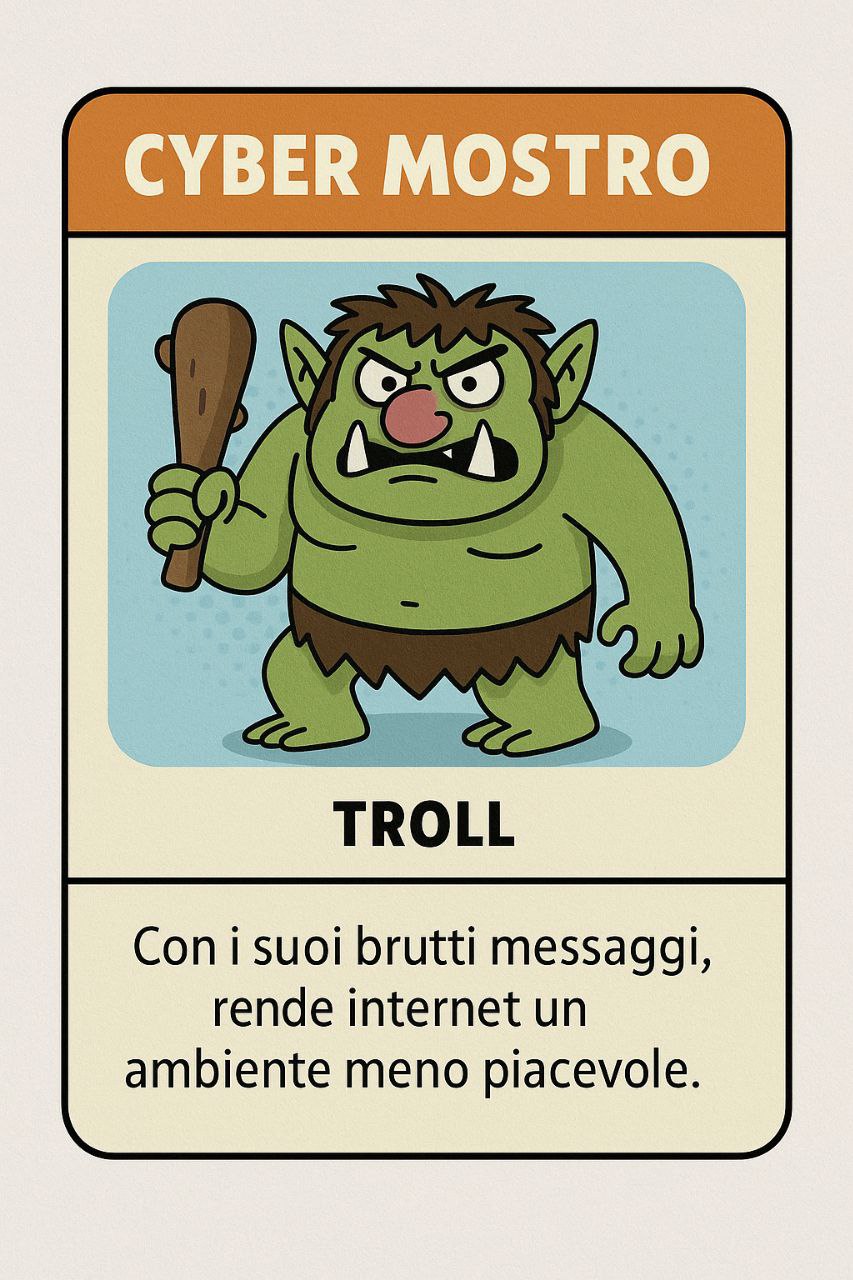 CYBER MOSTRO
TROLL
Con i suoi brutti messaggi,
rende internet un
ambiente meno piacevole.